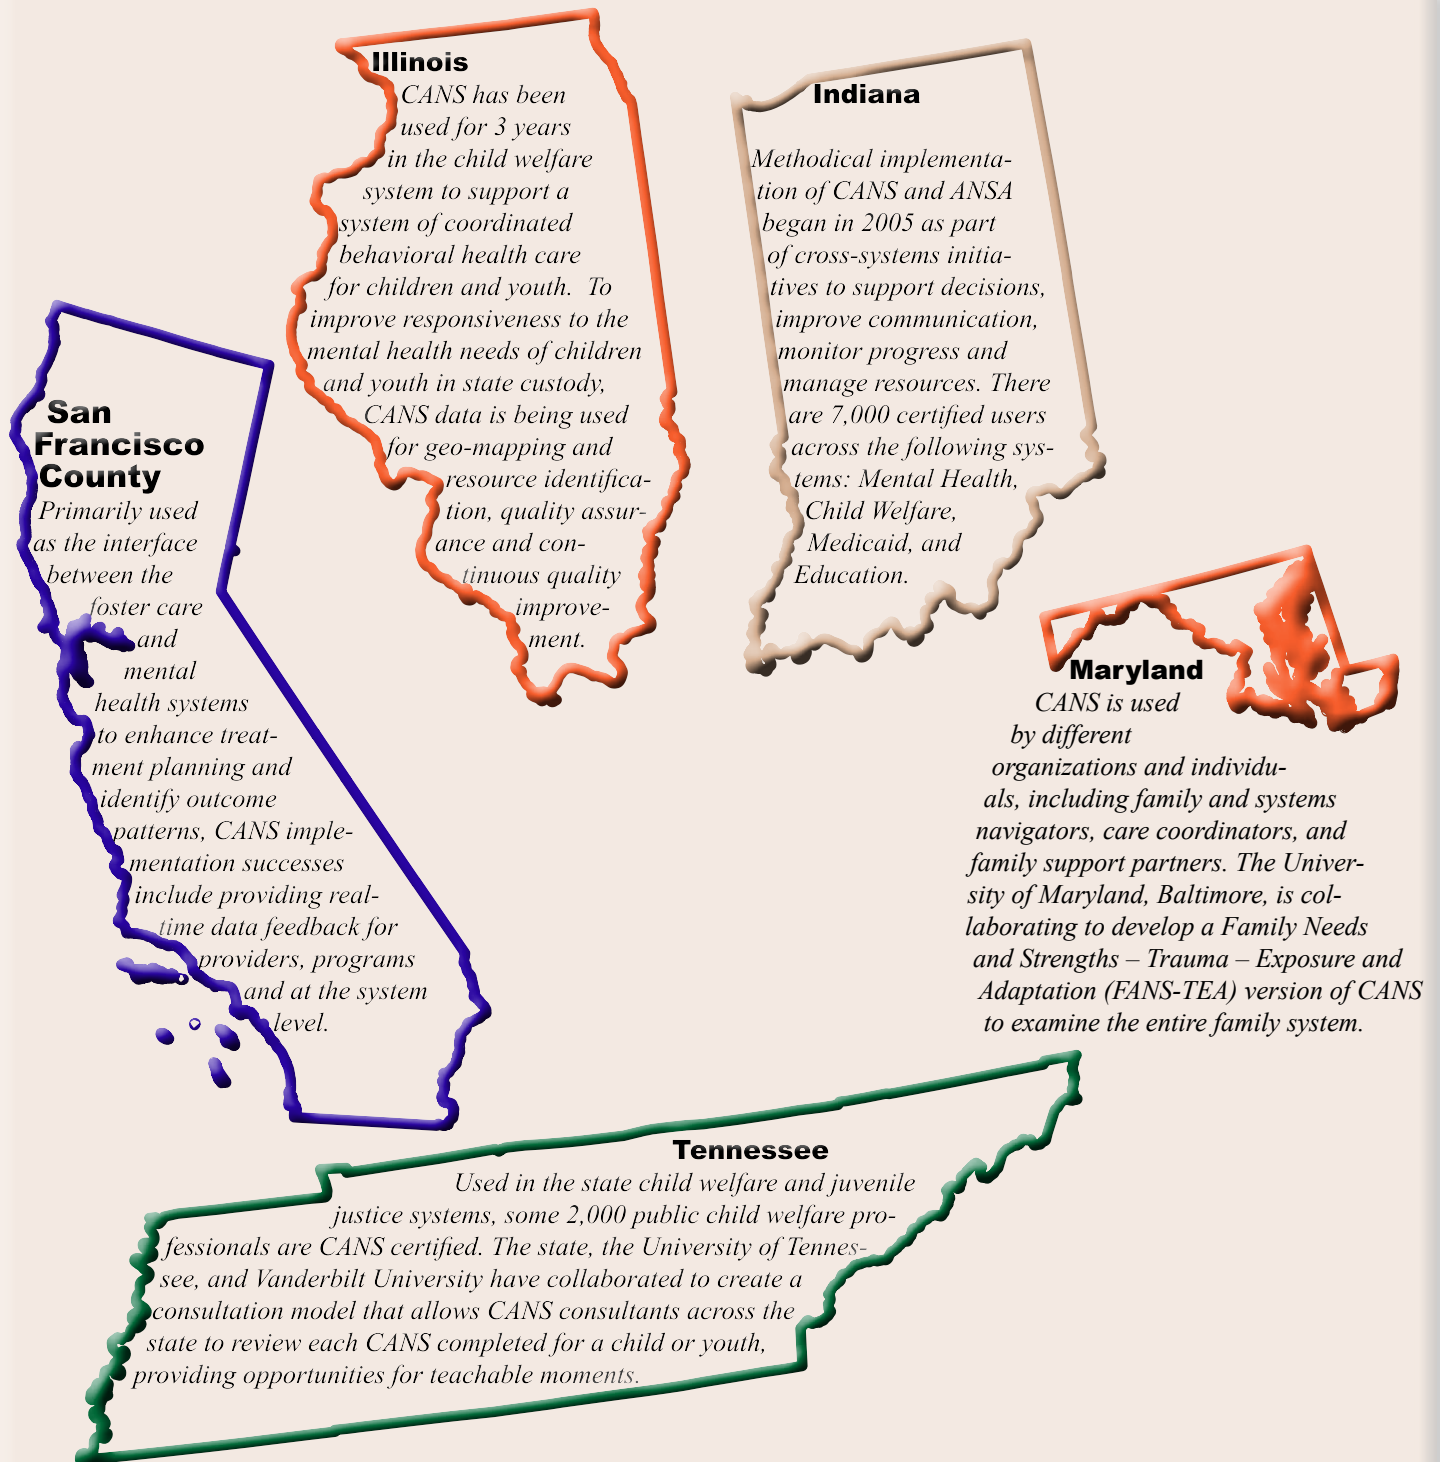 Illinois
CANS has been
used for 3 years
in the child welfare
system to support a
system of coordinated
behavioral health care
for children and youth.  To
improve responsiveness to the
mental health needs of children
and youth in state custody,
CANS data is being used
for geo-mapping and
resource identifica-
tion, quality assur-
ance and con-
tinuous quality
improve-
ment.
Indiana
Methodical implementa-
tion of CANS and ANSA
began in 2005 as part
of cross-systems initia-
tives to support decisions,
improve communication,
monitor progress and
manage resources. There
are 7,000 certified users
across the following sys-
tems: Mental Health,
Child Welfare,
Medicaid, and
Education.
San
Francisco
County
Primarily used
as the interface
between the
foster care
and
mental
health systems
to enhance treat-
ment planning and
identify outcome
patterns, CANS imple-
mentation successes
include providing real-
time data feedback for
providers, programs
and at the system
level.
Maryland
CANS is used
by different
organizations and individu-
als, including family and systems
navigators, care coordinators, and
family support partners. The Univer-
sity of Maryland, Baltimore, is col-
laborating to develop a Family Needs
and Strengths – Trauma – Exposure and
Adaptation (FANS-TEA) version of CANS
to examine the entire family system.
Tennessee
Used in the state child welfare and juvenile
justice systems, some 2,000 public child welfare pro-
fessionals are CANS certified. The state, the University of Tennes-
see, and Vanderbilt University have collaborated to create a
consultation model that allows CANS consultants across the
state to review each CANS completed for a child or youth,
providing opportunities for teachable moments.